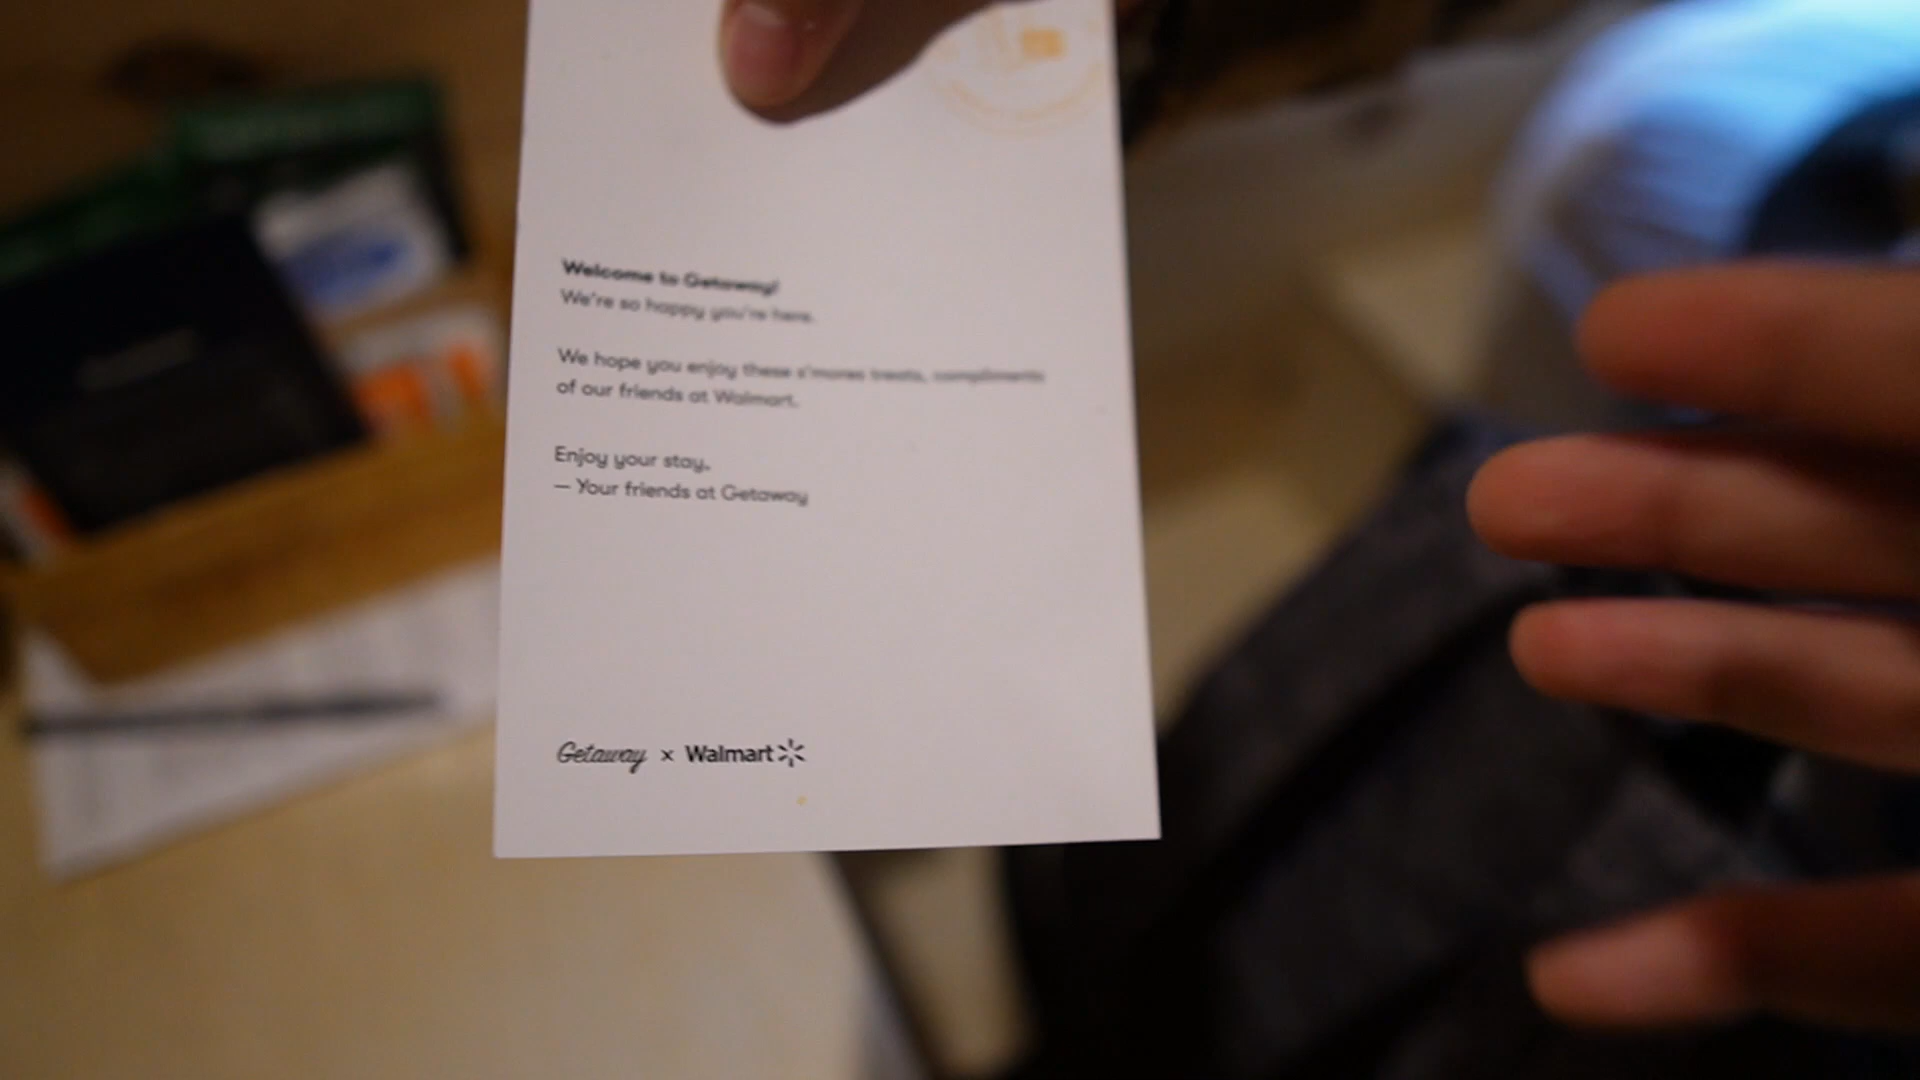 Welcome to Getaway!
We're so happy you're here.
We hope you enjoy these s'mores treats, compliments
of our friends at Walmart.
Enjoy your stay,
— Your friends at Getaway
Getaway x Walmart